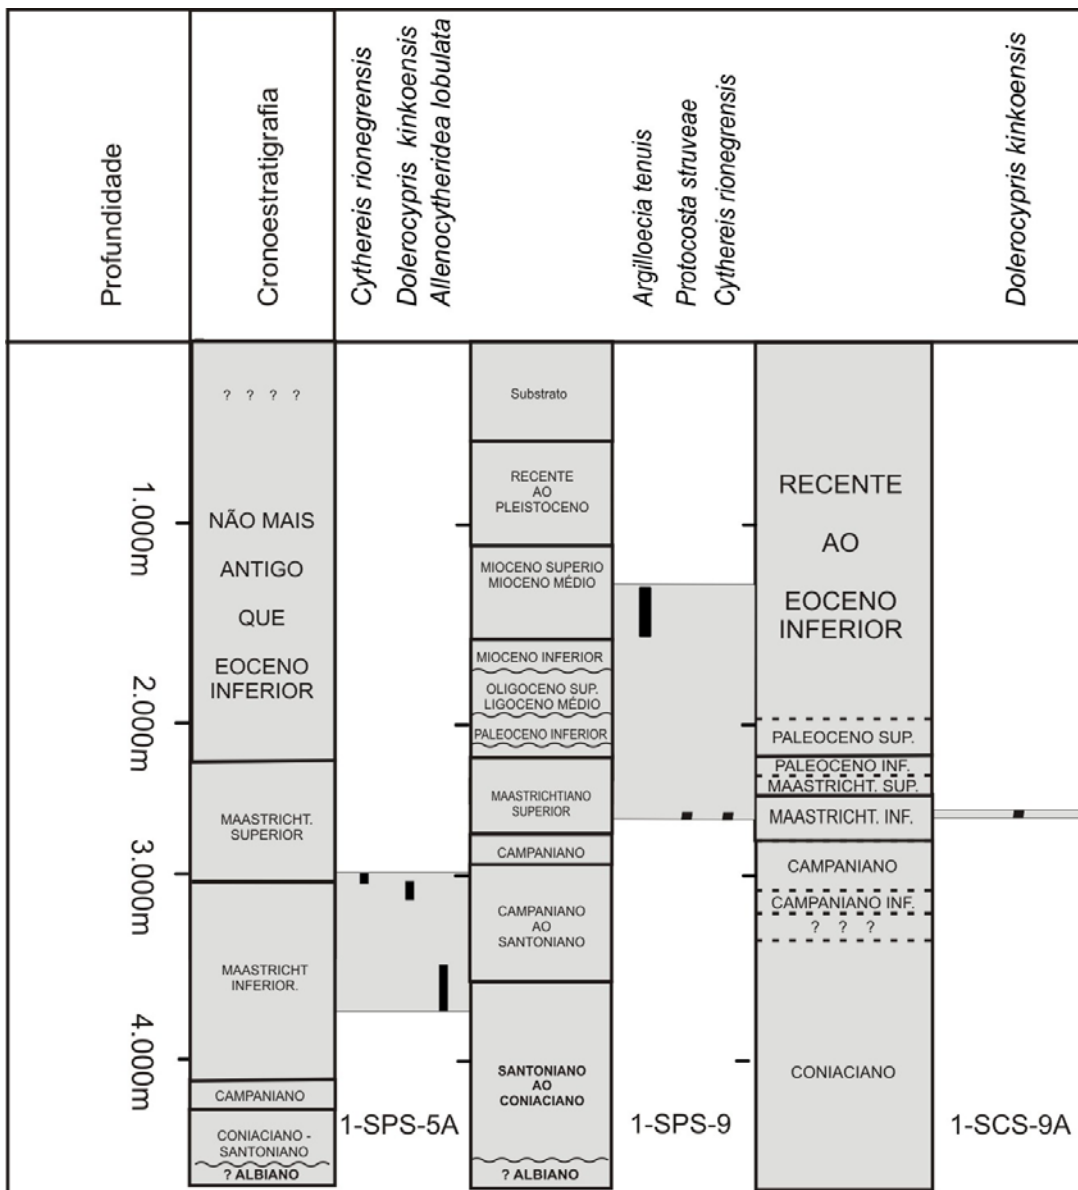 Profundidade
Cronoestratigrafia
Cythereis rionegrensis
Dolerocypris kinkoensis
Allenocytheridea lobulata
Argilloecia tenuis
Protocosta struveae
Cythereis rionegrensis
Dolerocypris kinkoensis
1.000m
2.000m
3.000m
4.000m
? ? ? ?
NÃO MAIS
ANTIGO
QUE
EOCENO
INFERIOR
MAASTRICHT.
SUPERIOR
MAASTRICHT
INFERIOR.
CAMPANIANO
CONIACIANO -
SANTONIANO
? ALBIANO
1-SPS-5A
Substrato
RECENTE
AO
PLEISTOCENO
MIOCENO SUPERIO
MIOCENO MÉDIO
MIOCENO INFERIOR
OLIGOCENO SUP.
LIGOCENO MÉDIO
PALEOCENO INFERIOR
MAASTRICHTIANO
SUPERIOR
CAMPANIANO
CAMPANIANO
AO
SANTONIANO
SANTONIANO
AO
CONIACIANO
? ALBIANO
1-SPS-9
RECENTE
AO
EOCENO
INFERIOR
PALEOCENO SUP.
PALEOCENO INF.
MAASTRICHT. SUP.
MAASTRICHT. INF.
CAMPANIANO
CAMPANIANO INF.
? ? ?
CONIACIANO
1-SCS-9A